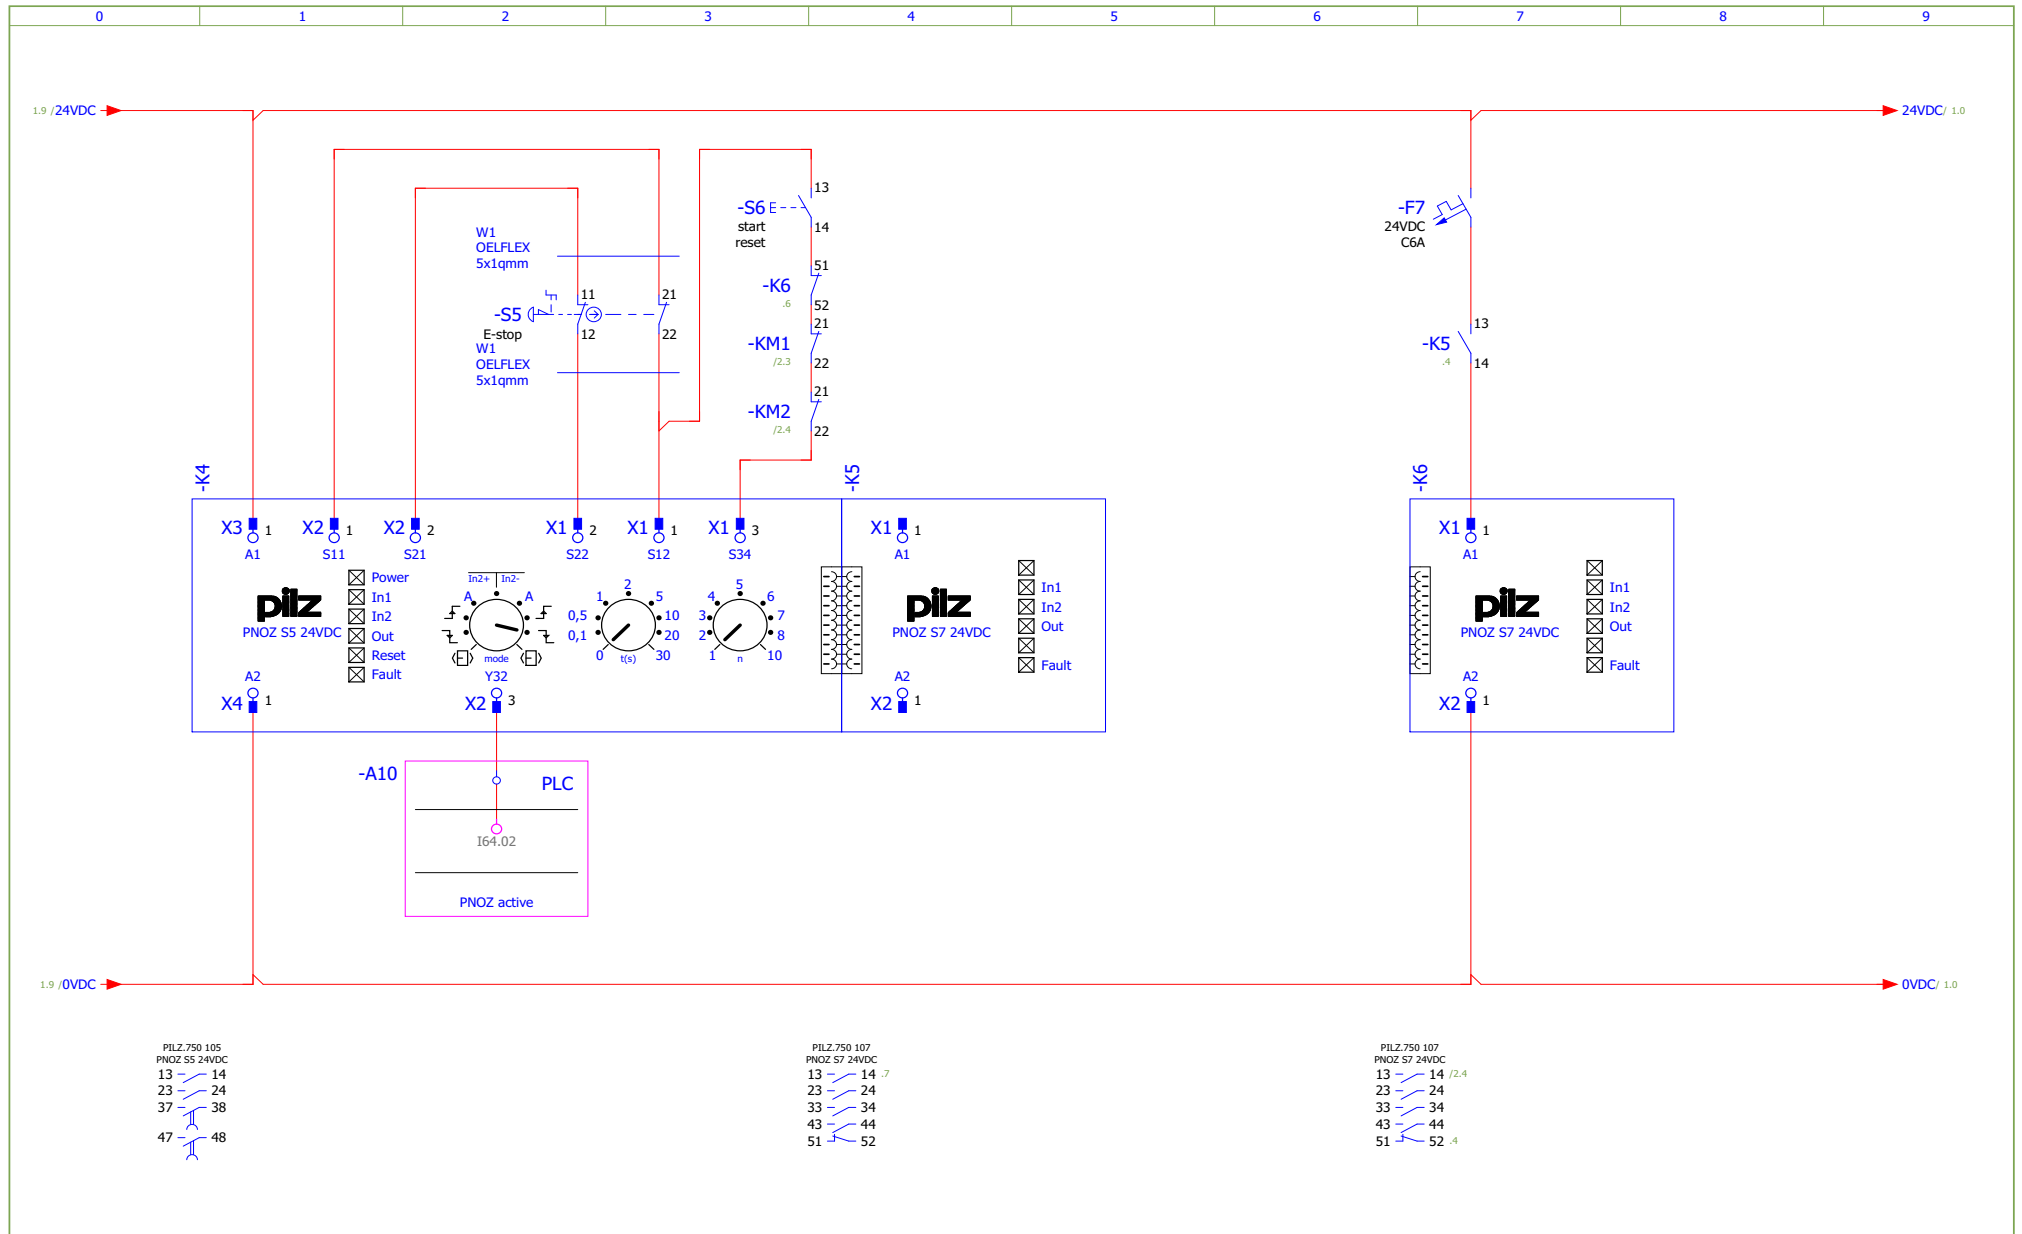 0 1 2 3 4 5 6 7 8 9
1.9 /24VDC
24VDC/ 1.0
W1
OELFLEX
5x1qmm
-S5
E-stop
11
12
21
22
W1
OELFLEX
5x1qmm
-S6
start
reset
13
14
-K6
.6
51
52
-KM1
/2.3
21
22
-KM2
/2.4
21
22
-F7
24VDC
C6A
-K5
.4
13
14
-K4
X3 1
A1
X2 1
S11
X2 2
S21
X1 2
S22
X1 1
S12
X1 3
S34
pilz
PNOZ S5 24VDC
Power
In1
In2
Out
Reset
Fault
In2+ In2-
A A
mode
2
1 5
0,5 10
0,1 20
0 t(s) 30
5
4 6
3 7
2 8
1 n 10
A2
X4 1
Y32
X2 3
-K5
X1 1
A1
pilz
PNOZ S7 24VDC
In1
In2
Out
Fault
A2
X2 1
-K6
X1 1
A1
pilz
PNOZ S7 24VDC
In1
In2
Out
Fault
A2
X2 1
-A10
PLC
I64.02
PNOZ active
1.9 /0VDC
0VDC/ 1.0
PILZ.750 105
PNOZ S5 24VDC
13 14
23 24
37 38
47 48
PILZ.750 107
PNOZ S7 24VDC
13 14 .7
23 24
33 34
43 44
51 52
PILZ.750 107
PNOZ S7 24VDC
13 14 /2.4
23 24
33 34
43 44
51 52 .4